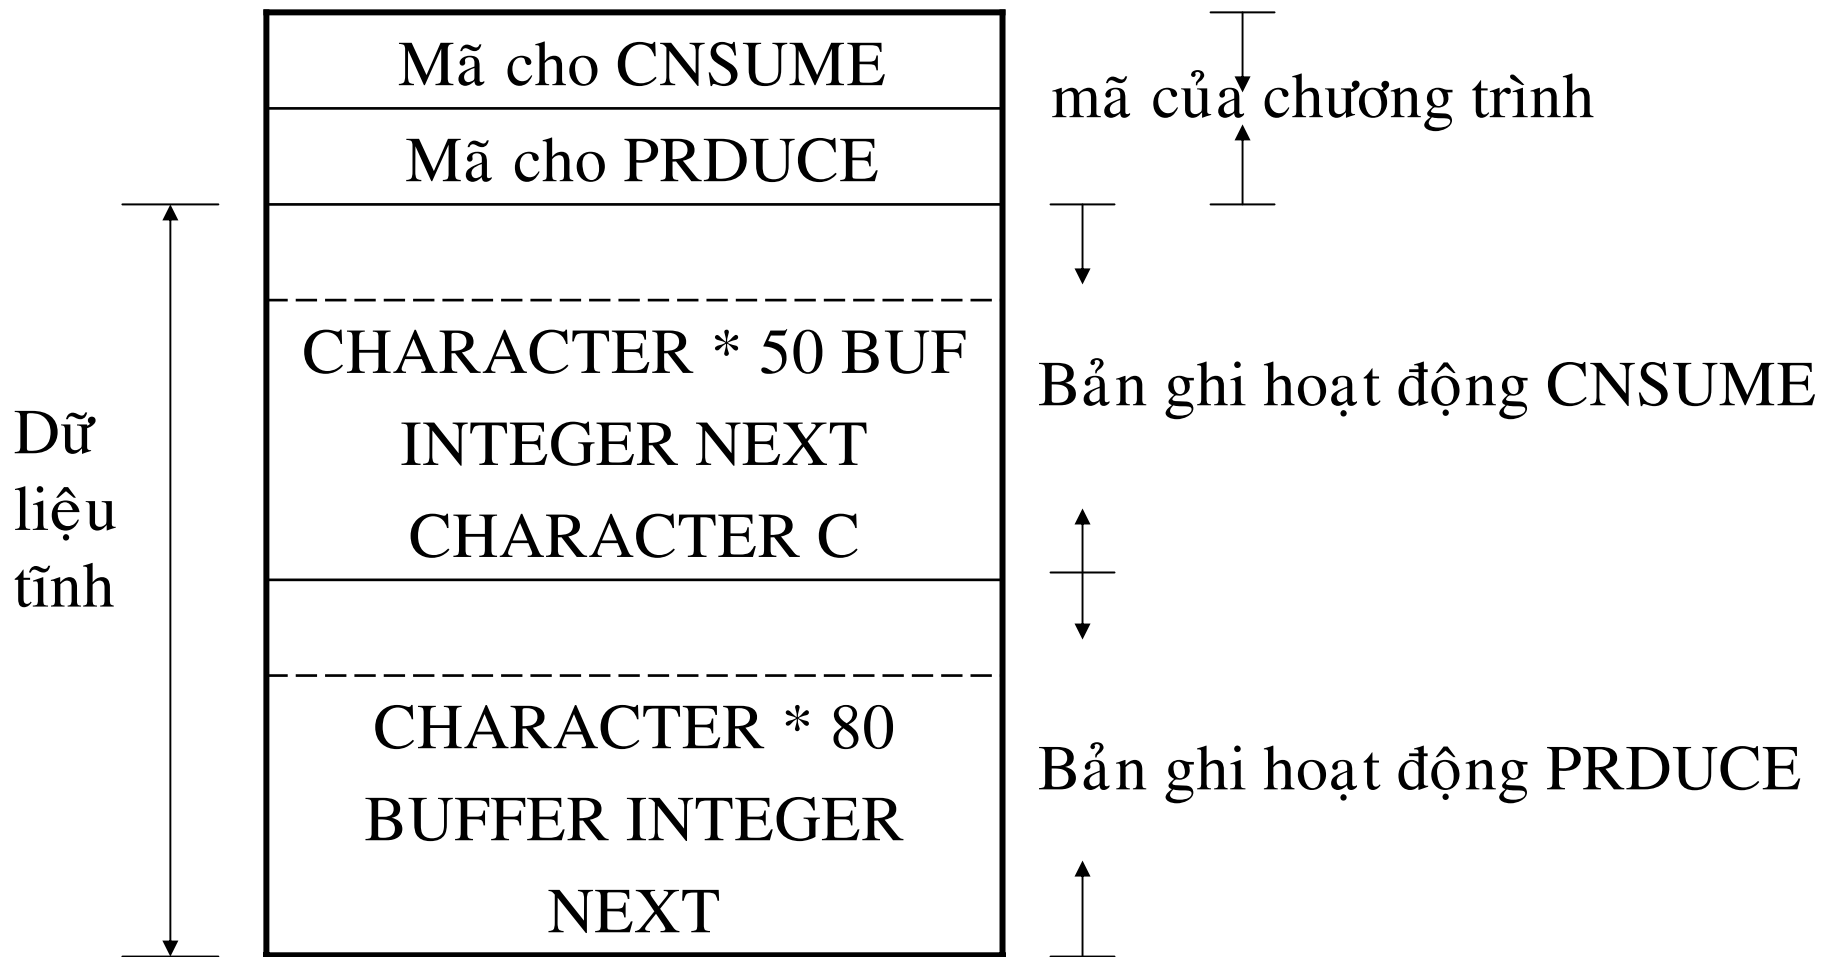 Mã cho CNSUME
mã của chương trình
Mã cho PRDUCE
CHARACTER * 50 BUF
Bản ghi hoạt động CNSUME
INTEGER NEXT
CHARACTER C
Dữ
liệu
tĩnh
CHARACTER * 80
BUFFER INTEGER
NEXT
Bản ghi hoạt động PRDUCE